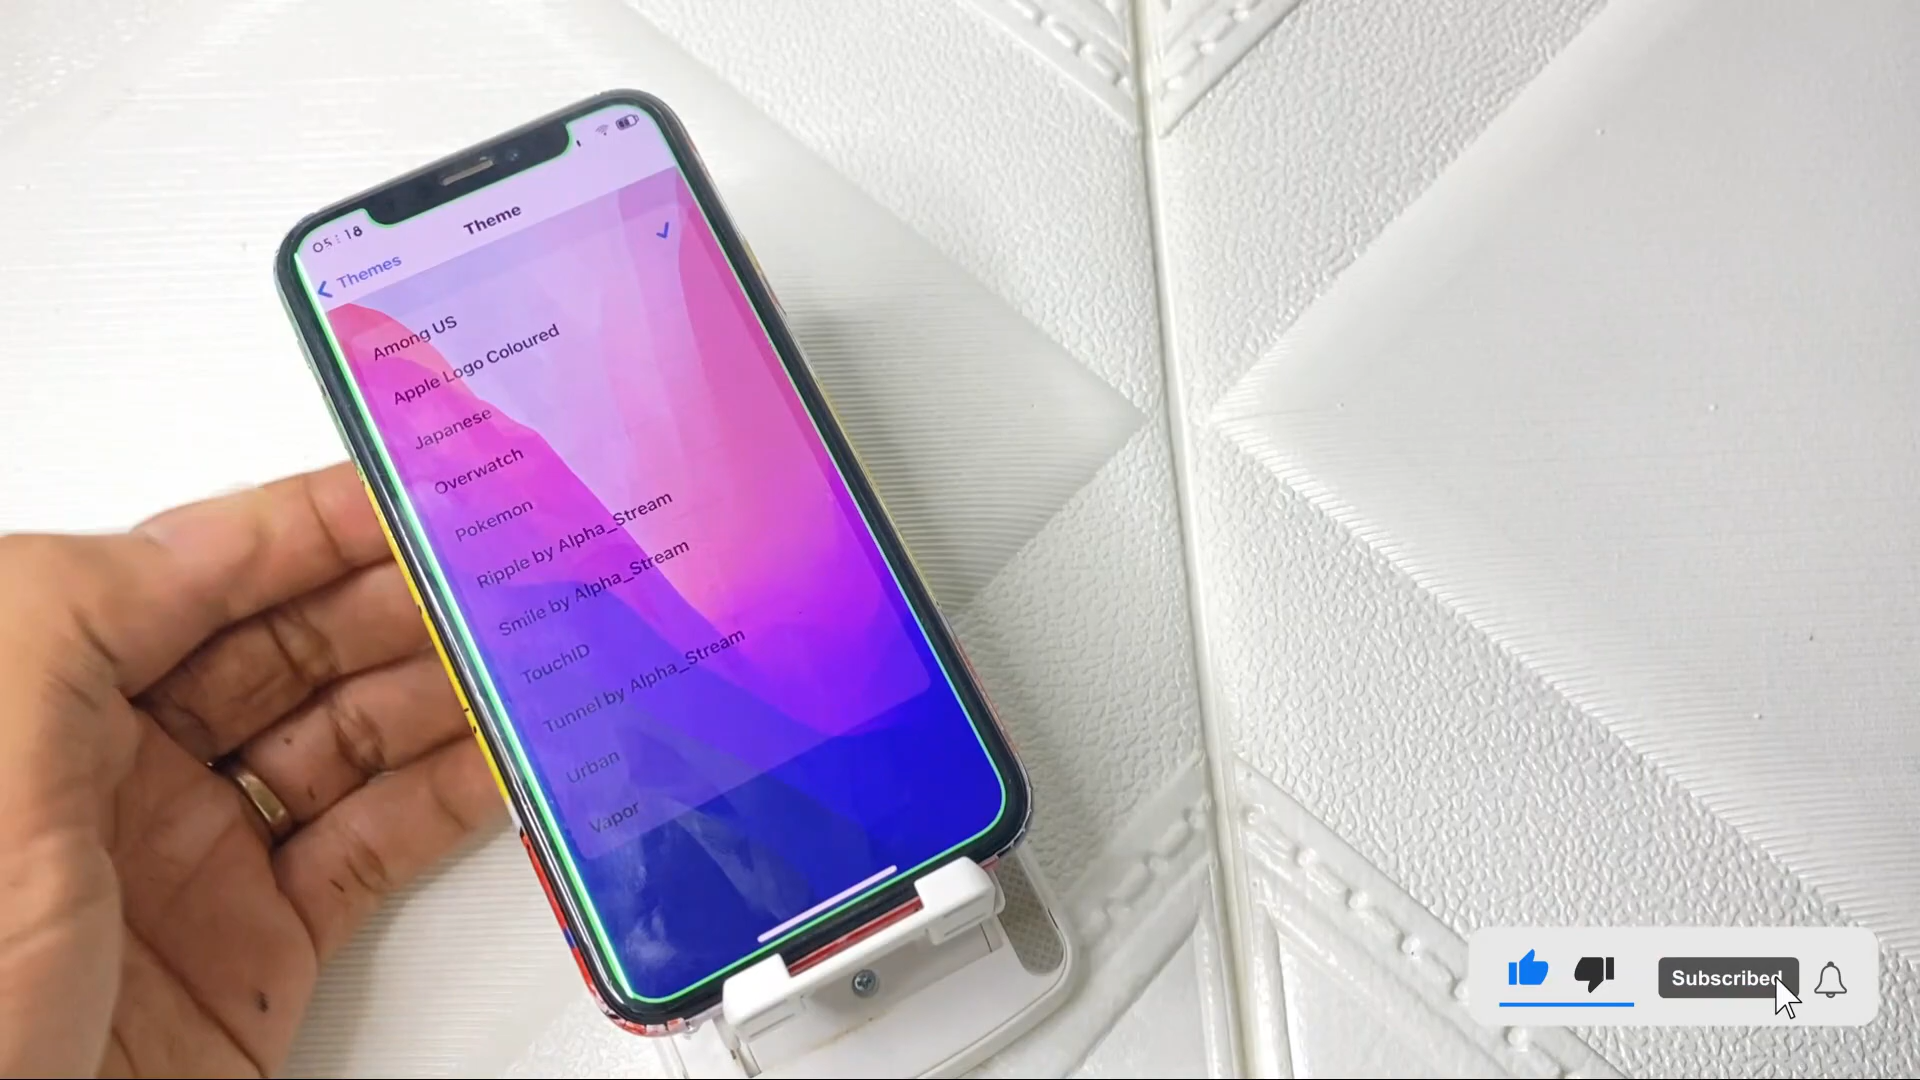 05:18
Theme
Themes
Among US
Apple Logo Coloured
Japanese
Overwatch
Pokemon
Ripple by Alpha_Stream
Smile by Alpha_Stream
TouchID
Tunnel by Alpha_Stream
Urban
Vapor
Subscribed